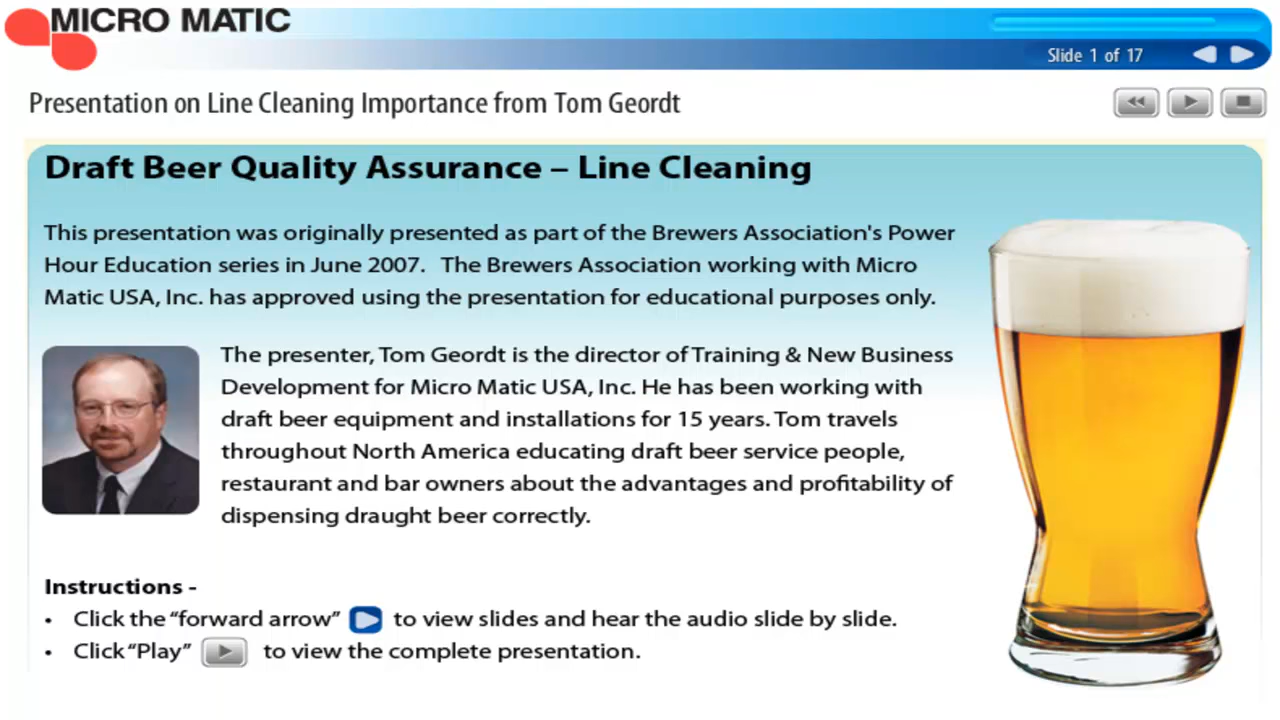 MICRO MATIC
Slide 1 of 17
Presentation on Line Cleaning Importance from Tom Geordt
Draft Beer Quality Assurance – Line Cleaning
This presentation was originally presented as part of the Brewers Association's Power
Hour Education series in June 2007.   The Brewers Association working with Micro
Matic USA, Inc. has approved using the presentation for educational purposes only.
The presenter, Tom Geordt is the director of Training & New Business
Development for Micro Matic USA, Inc. He has been working with
draft beer equipment and installations for 15 years. Tom travels
throughout North America educating draft beer service people,
restaurant and bar owners about the advantages and profitability of
dispensing draught beer correctly.
Instructions -
• Click the “forward arrow” to view slides and hear the audio slide by slide.
• Click “Play” to view the complete presentation.